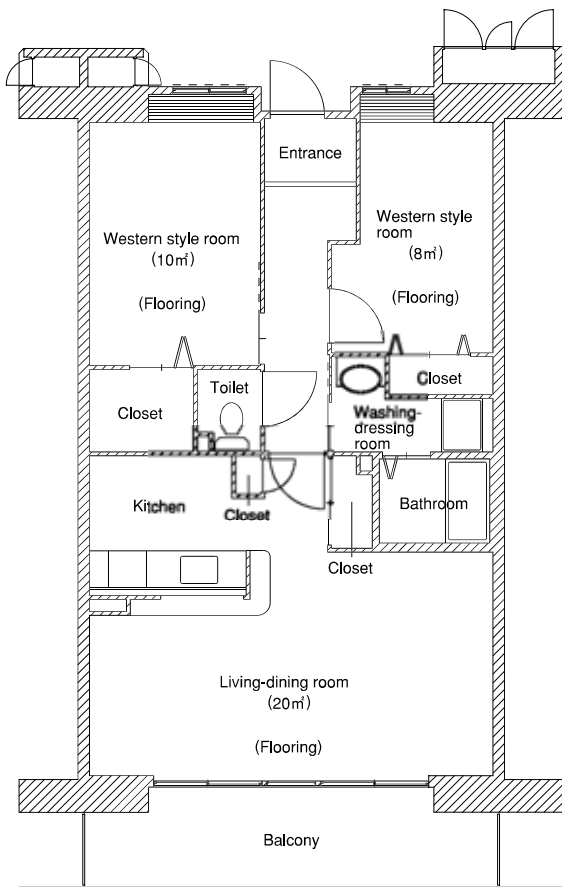 Entrance
Western style room
(10㎡)
(Flooring)
Western style
room
(8㎡)
(Flooring)
Toilet
Closet
Closet
Washing-
dressing
room
Kitchen
Closet
Bathroom
Closet
Living-dining room
(20㎡)
(Flooring)
Balcony